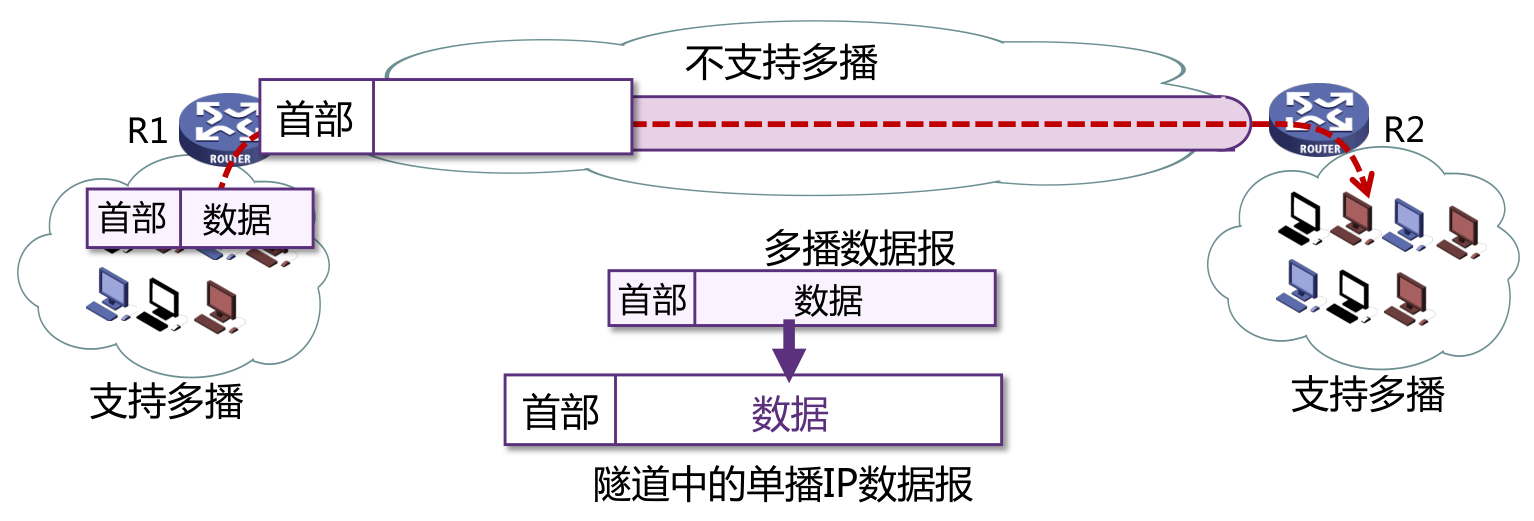 不支持多播
R1
首部
ROUTER
R2
ROUTER
首部 数据
多播数据报
首部 数据
支持多播
支持多播
首部 数据
隧道中的单播IP数据报